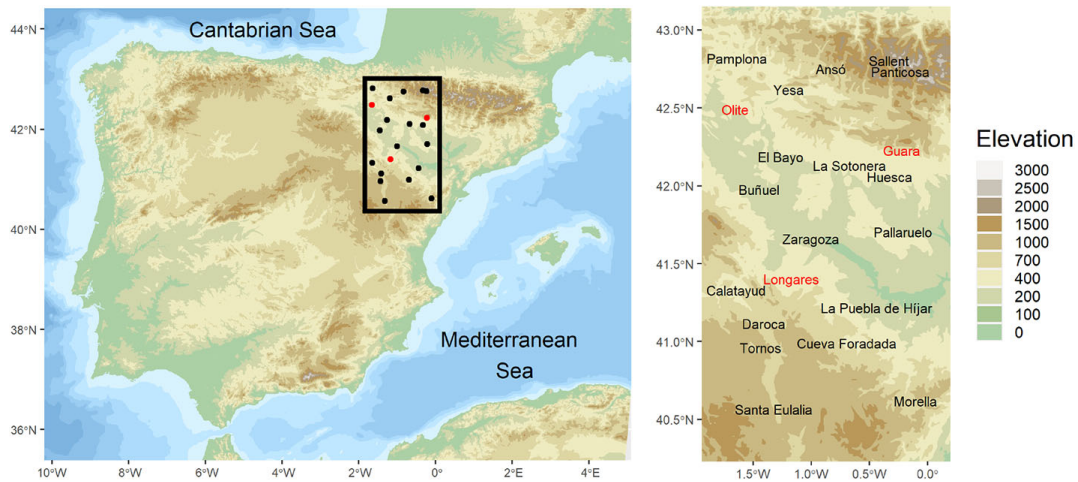 44°N
42°N
40°N
38°N
36°N
10°W
8°W
6°W
4°W
2°W
0°
2°E
4°E
Cantabrian Sea
Mediterranean
Sea
43.0°N
42.5°N
42.0°N
41.5°N
41.0°N
40.5°N
1.5°W
1.0°W
0.5°W
0.0°
Pamplona
Sallent
Ansó
Panticosa
Yesa
Olite
Guara
El Bayo
La Sotonera
Huesca
Buñuel
Pallaruelo
Zaragoza
Longares
Calatayud
La Puebla de Híjar
Daroca
Cueva Foradada
Tornos
Morella
Santa Eulalia
Elevation
3000
2500
2000
1500
1000
700
400
200
100
0